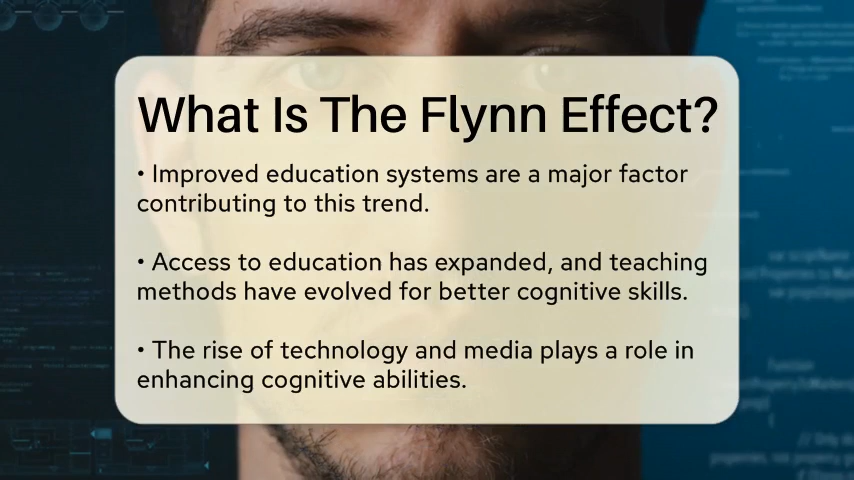 What Is The Flynn Effect?
• Improved education systems are a major factor
contributing to this trend.
• Access to education has expanded, and teaching
methods have evolved for better cognitive skills.
• The rise of technology and media plays a role in
enhancing cognitive abilities.